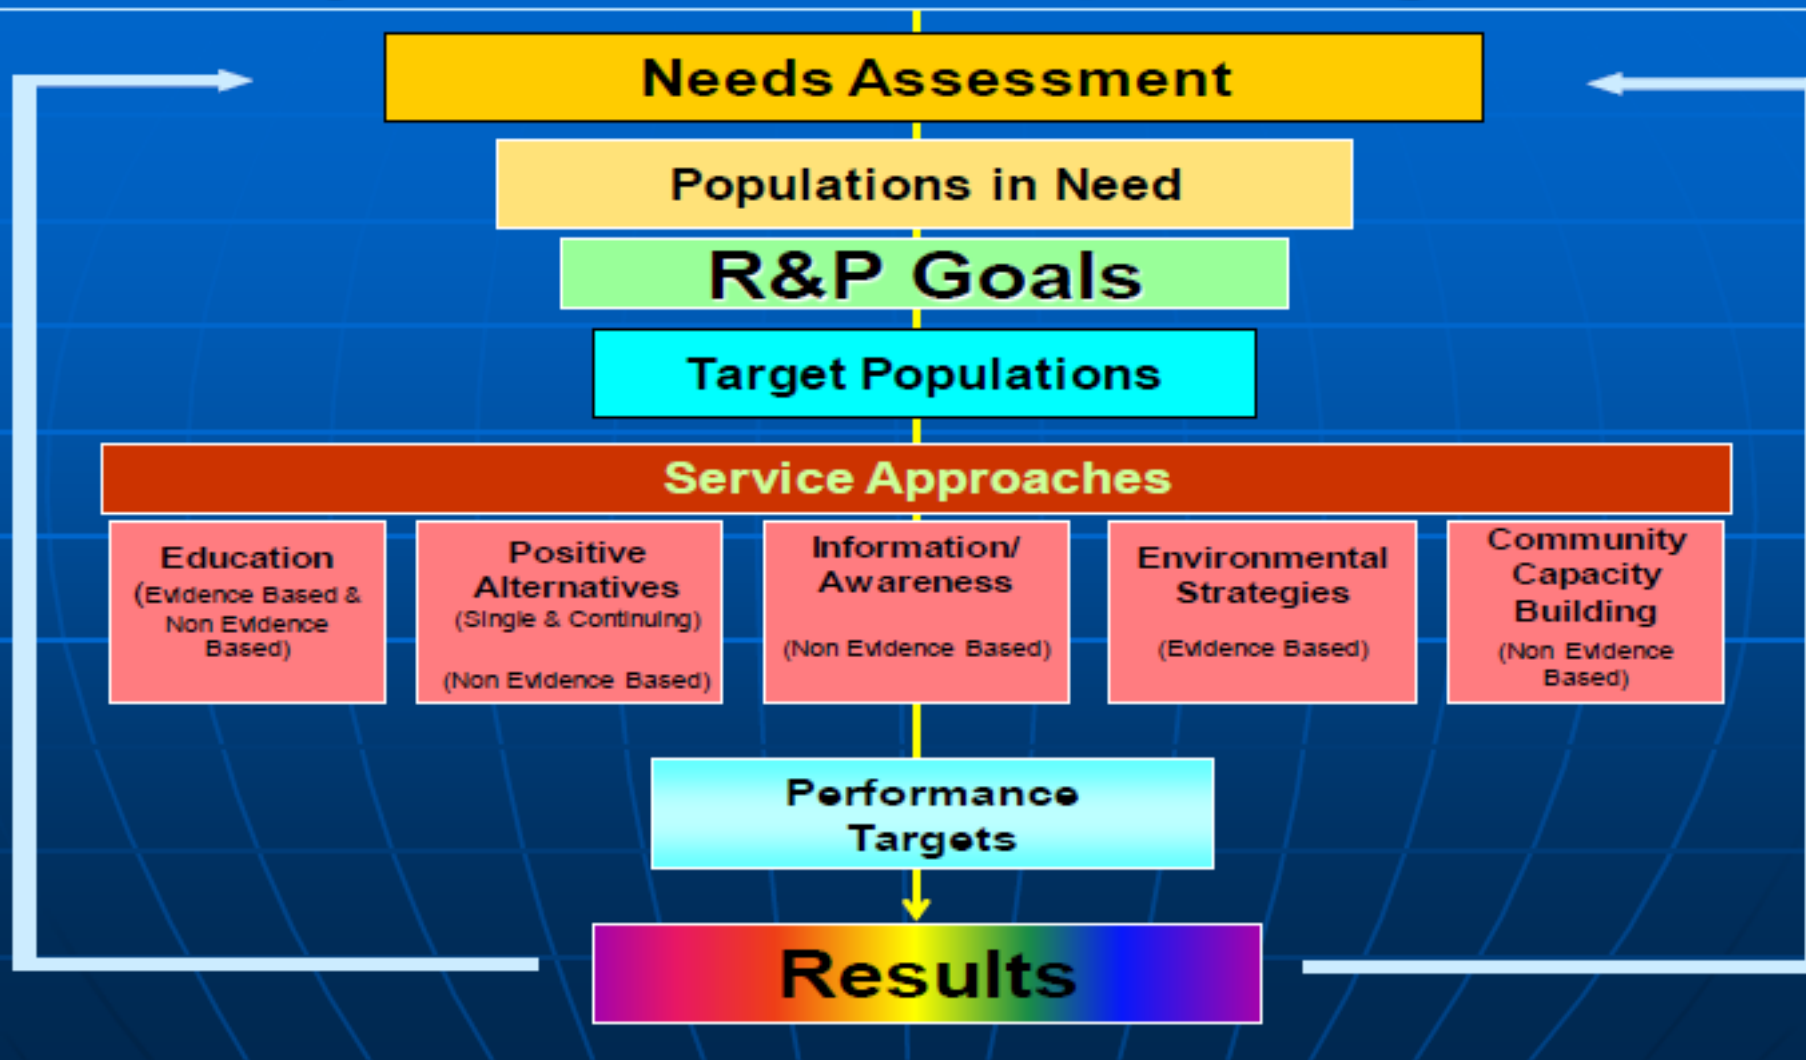 Needs Assessment
Populations in Need
R&P Goals
Target Populations
Service Approaches
Education
(Evidence Based &
Non Evidence
Based)
Positive
Alternatives
(Single & Continuing)
(Non Evidence Based)
Information/
Awareness
(Non Evidence Based)
Environmental
Strategies
(Evidence Based)
Community
Capacity
Building
(Non Evidence
Based)
Performance
Targets
Results